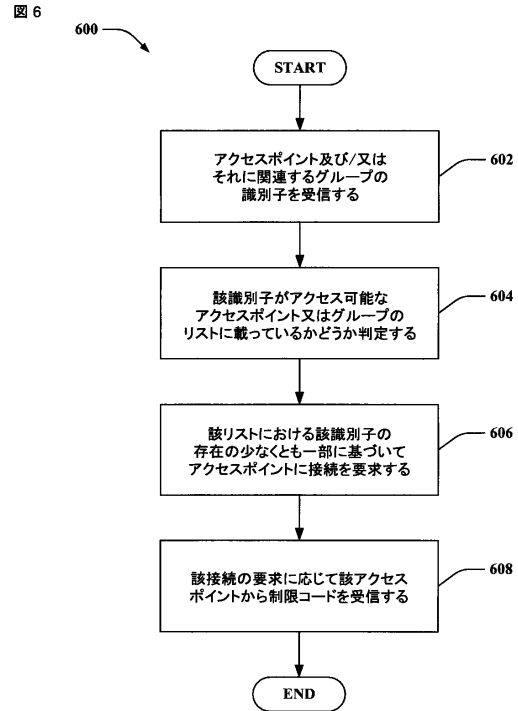 図 6
600
START
アクセスポイント及び/又は
それに関連するグループの
識別子を受信する
602
該識別子がアクセス可能な
アクセスポイント又はグループの
リストに載っているかどうか判定する
604
該リストにおける該識別子の
存在の少なくとも一部に基づいて
アクセスポイントに接続を要求する
606
該接続の要求に応じて該アクセス
ポイントから制限コードを受信する
608
END